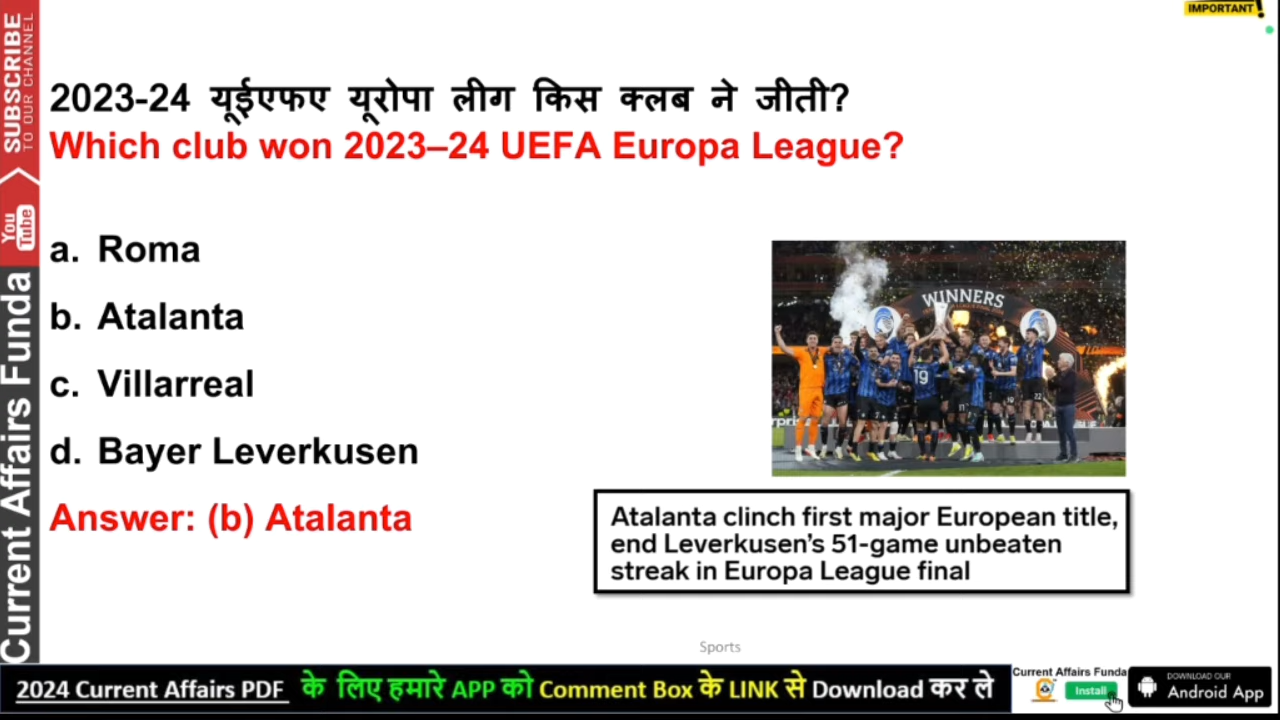 IMPORTANT!
2023-24 यूईएफए यूरोपा लीग किस क्लब ने जीती?
Which club won 2023–24 UEFA Europa League?
a. Roma
b. Atalanta
c. Villarreal
d. Bayer Leverkusen
Answer: (b) Atalanta
WINNERS
19
11
22
Atalanta clinch first major European title,
end Leverkusen's 51-game unbeaten
streak in Europa League final
Sports
SUBSCRIBE
TO OUR CHANNEL
You
Tube
Current Affairs Funda
2024 Current Affairs PDF के लिए हमारे APP को Comment Box के LINK से Download कर ले
Current Affairs Funda
Install
DOWNLOAD OUR
Android App